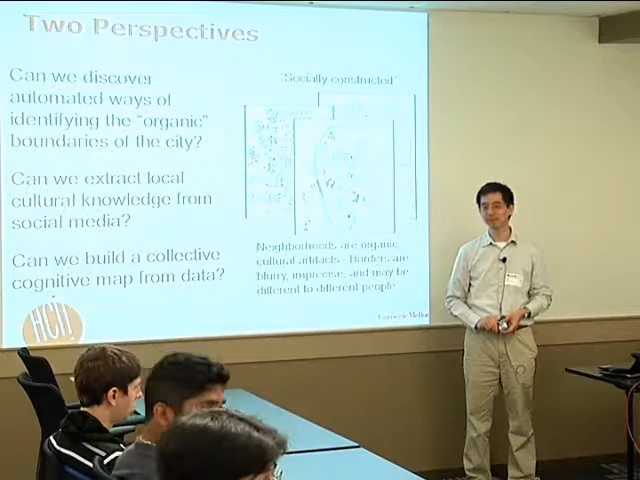 Two Perspectives
Can we discover
automated ways of
identifying the "organic"
boundaries of the city?
Can we extract local
cultural knowledge from
social media?
Can we build a collective
cognitive map from data?
"Socially constructed"
Neighborhoods are organic
cultural artifacts. Borders are
blurry, imprecise, and may be
different to different people.
HCII
Carnegie Mellon